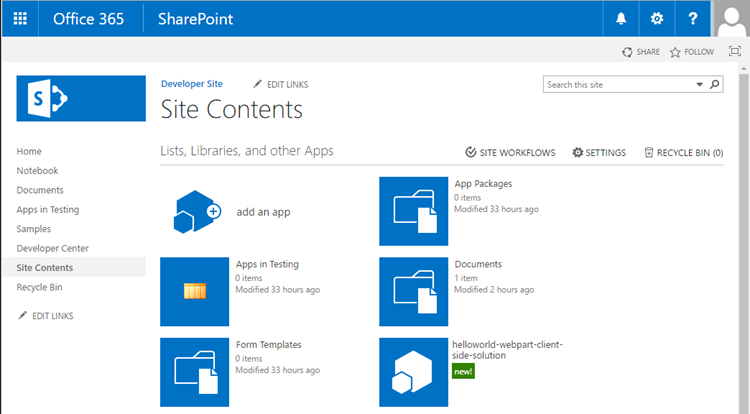 Office 365
SharePoint
?
SHARE
FOLLOW
S
Developer Site
EDIT LINKS
Search this site
Site Contents
Home
Notebook
Documents
Apps in Testing
Samples
Developer Center
Site Contents
Recycle Bin
EDIT LINKS
Lists, Libraries, and other Apps
SITE WORKFLOWS
SETTINGS
RECYCLE BIN (0)
add an app
App Packages
0 items
Modified 33 hours ago
Apps in Testing
0 items
Modified 33 hours ago
Documents
1 item
Modified 2 hours ago
Form Templates
0 items
Modified 33 hours ago
helloworld-webpart-client-
side-solution
new!